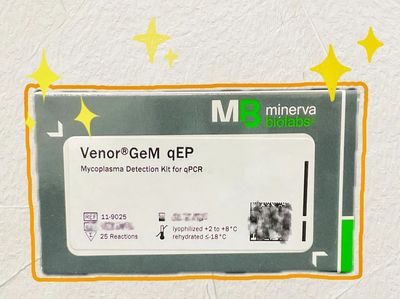 MB minerva
biolabs®
Venor®GeM qEP
Mycoplasma Detection Kit for qPCR
REF 11-9025
25 Reactions
lyophilized +2 to +8°C
rehydrated ≤-18°C